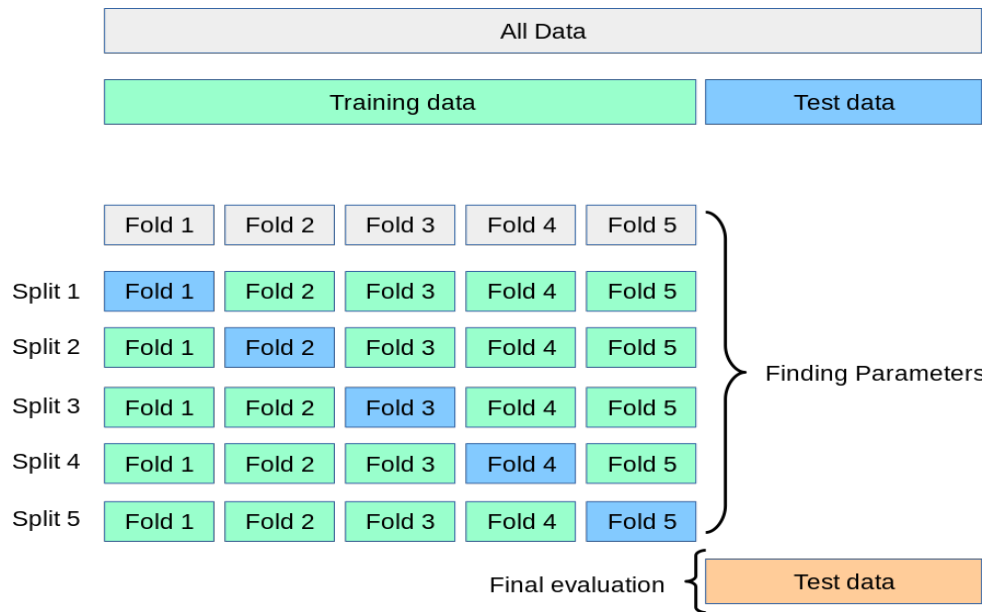 All Data
Training data Test data
Fold 1 Fold 2 Fold 3 Fold 4 Fold 5
Split 1 Fold 1 Fold 2 Fold 3 Fold 4 Fold 5
Split 2 Fold 1 Fold 2 Fold 3 Fold 4 Fold 5
Finding Parameters
Split 3 Fold 1 Fold 2 Fold 3 Fold 4 Fold 5
Split 4 Fold 1 Fold 2 Fold 3 Fold 4 Fold 5
Split 5 Fold 1 Fold 2 Fold 3 Fold 4 Fold 5
Final evaluation Test data